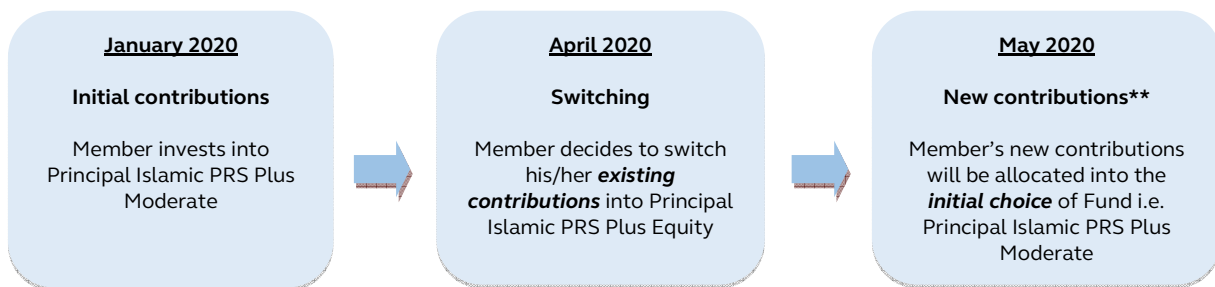 January 2020
Initial contributions
Member invests into
Principal Islamic PRS Plus
Moderate
April 2020
Switching
Member decides to switch
his/her existing
contributions into Principal
Islamic PRS Plus Equity
May 2020
New contributions**
Member’s new contributions
will be allocated into the
initial choice of Fund i.e.
Principal Islamic PRS Plus
Moderate